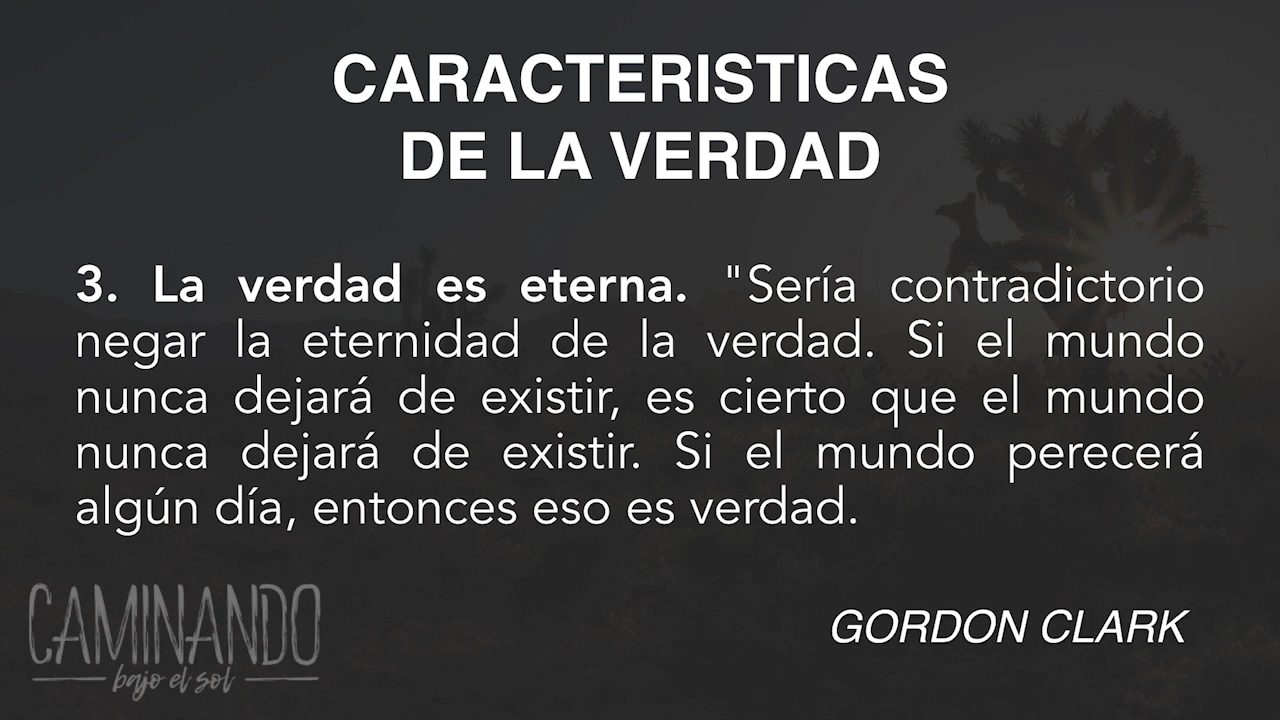 CARACTERISTICAS
DE LA VERDAD
3. La verdad es eterna. "Sería contradictorio
negar la eternidad de la verdad. Si el mundo
nunca dejará de existir, es cierto que el mundo
nunca dejará de existir. Si el mundo perecerá
algún día, entonces eso es verdad.
GORDON CLARK
CAMINANDO
bajo el sol